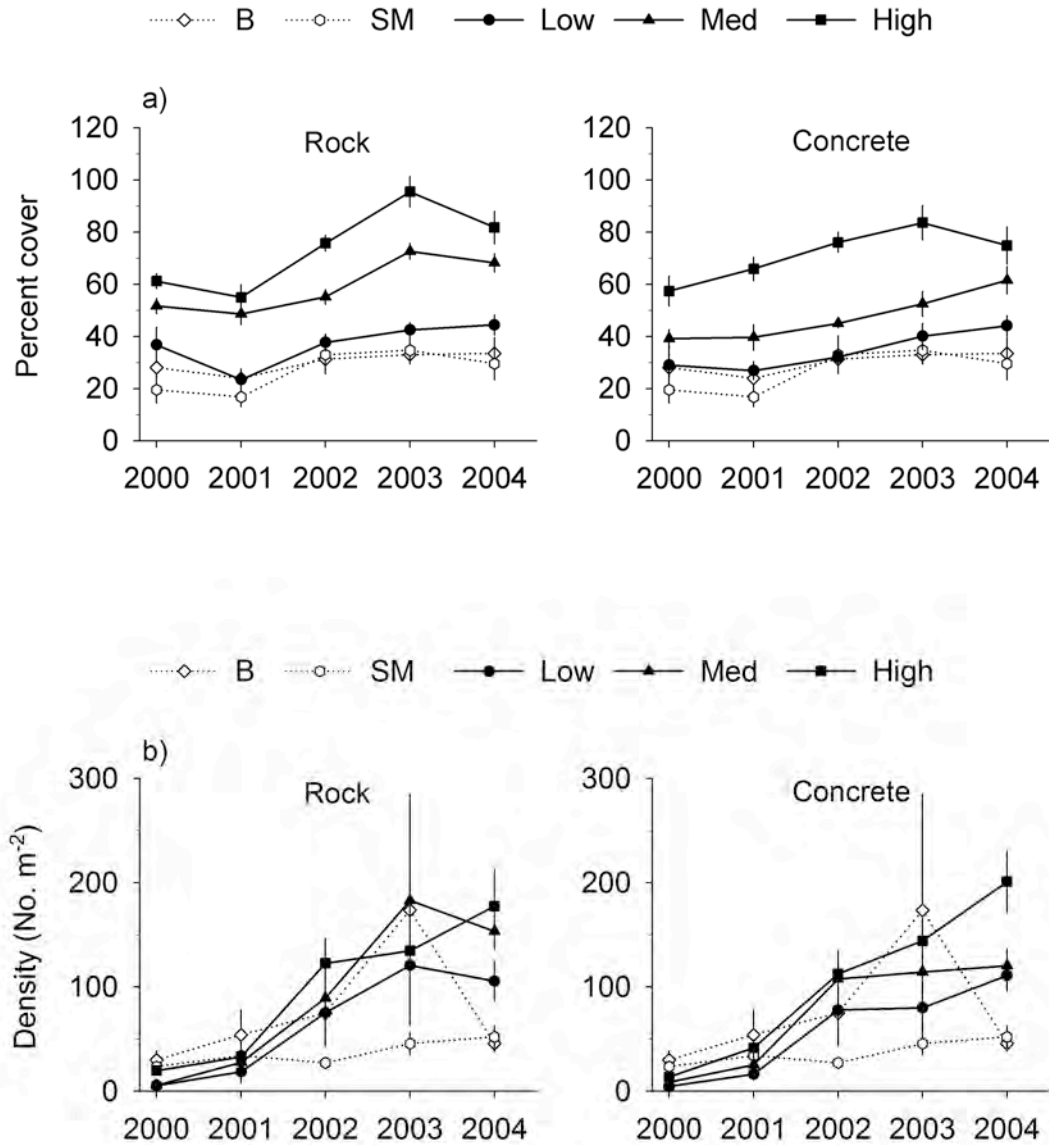 B SM Low Med High
a)
Rock Concrete
Percent cover
120 120
100 100
80 80
60 60
40 40
20 20
0 0
2000 2001 2002 2003 2004 2000 2001 2002 2003 2004
B SM Low Med High
b)
Rock Concrete
Density (No. m⁻²)
300 300
200 200
100 100
0 0
2000 2001 2002 2003 2004 2000 2001 2002 2003 2004